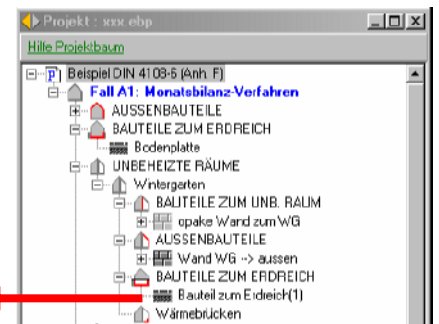 Projekt : xxx ebp
Hilfe Projektbaum
Beispiel DIN 4103-6 (Anh. F)
Fall A1: Monatsbilanz-Verfahren
AUSSENBAUTEILE
BAUTEILE ZUM ERDREICH
Bodenplatte
UNBEHEIZTE RÄUME
Wintergarten
BAUTEILE ZUM UNB. RAUM
opake Wand zum WG
AUSSENBAUTEILE
Wand WG -> aussen
BAUTEILE ZUM ERDREICH
Bauteil zum Erdreich(1)
Wärmebrücken